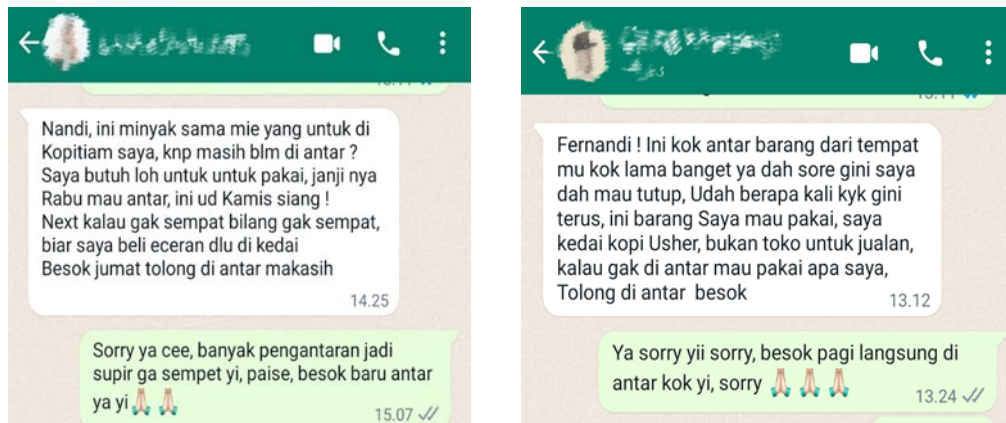 Nandi, ini minyak sama mie yang untuk di
Kopitiam saya, knp masih blm di antar ?
Saya butuh loh untuk untuk pakai, janji nya
Rabu mau antar, ini ud Kamis siang !
Next kalau gak sempat bilang gak sempat,
biar saya beli eceran dlu di kedai
Besok jumat tolong di antar makasih
14.25
Sorry ya cee, banyak pengantaran jadi
supir ga sempet yi, paise, besok baru antar
ya yi 🙏🏻 🙏🏻
15.07
Fernandi ! Ini kok antar barang dari tempat
mu kok lama banget ya dah sore gini saya
dah mau tutup, Udah berapa kali kyk gini
terus, ini barang Saya mau pakai, saya
kedai kopi Usher, bukan toko untuk jualan,
kalau gak di antar mau pakai apa saya,
Tolong di antar besok
13.12
Ya sorry yii sorry, besok pagi langsung di
antar kok yi, sorry 🙏🏻 🙏🏻 🙏🏻
13.24